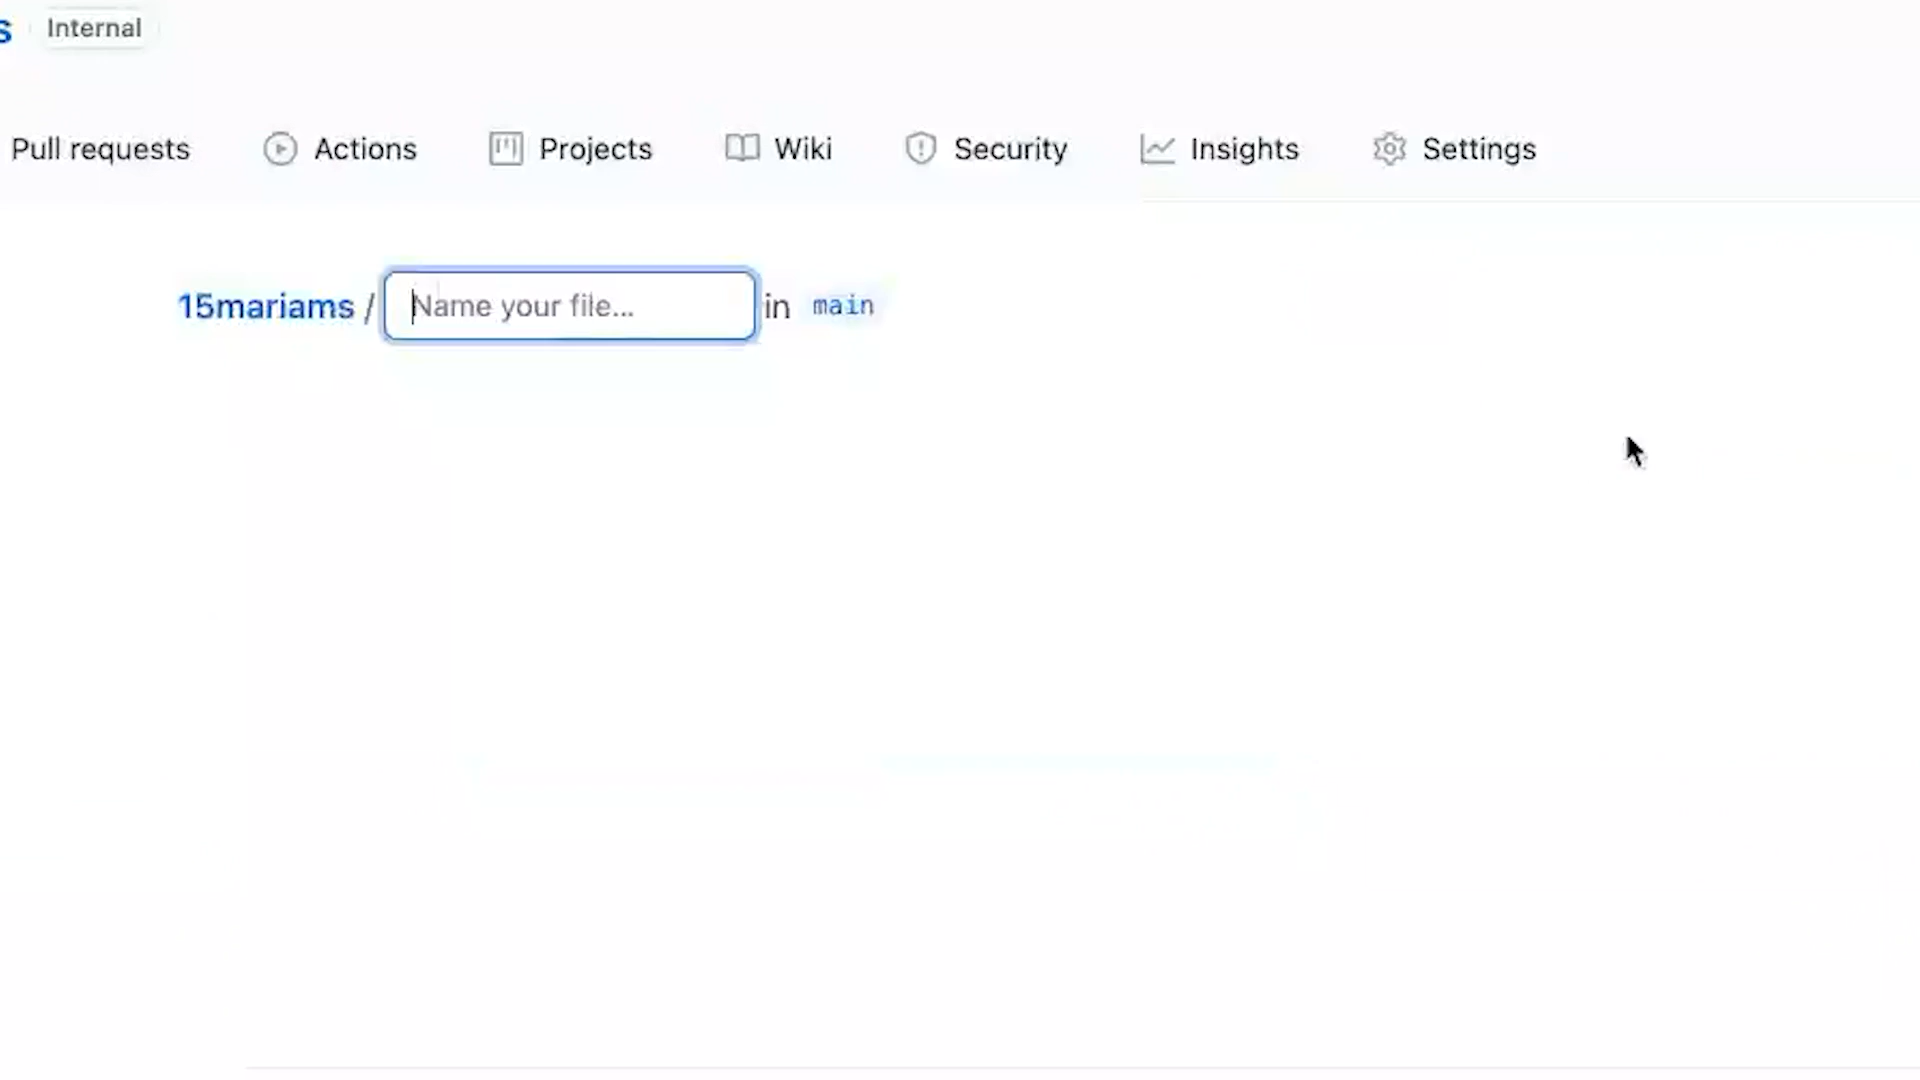 s Internal
Pull requests Actions Projects Wiki Security Insights Settings
15mariams / Name your file... in main